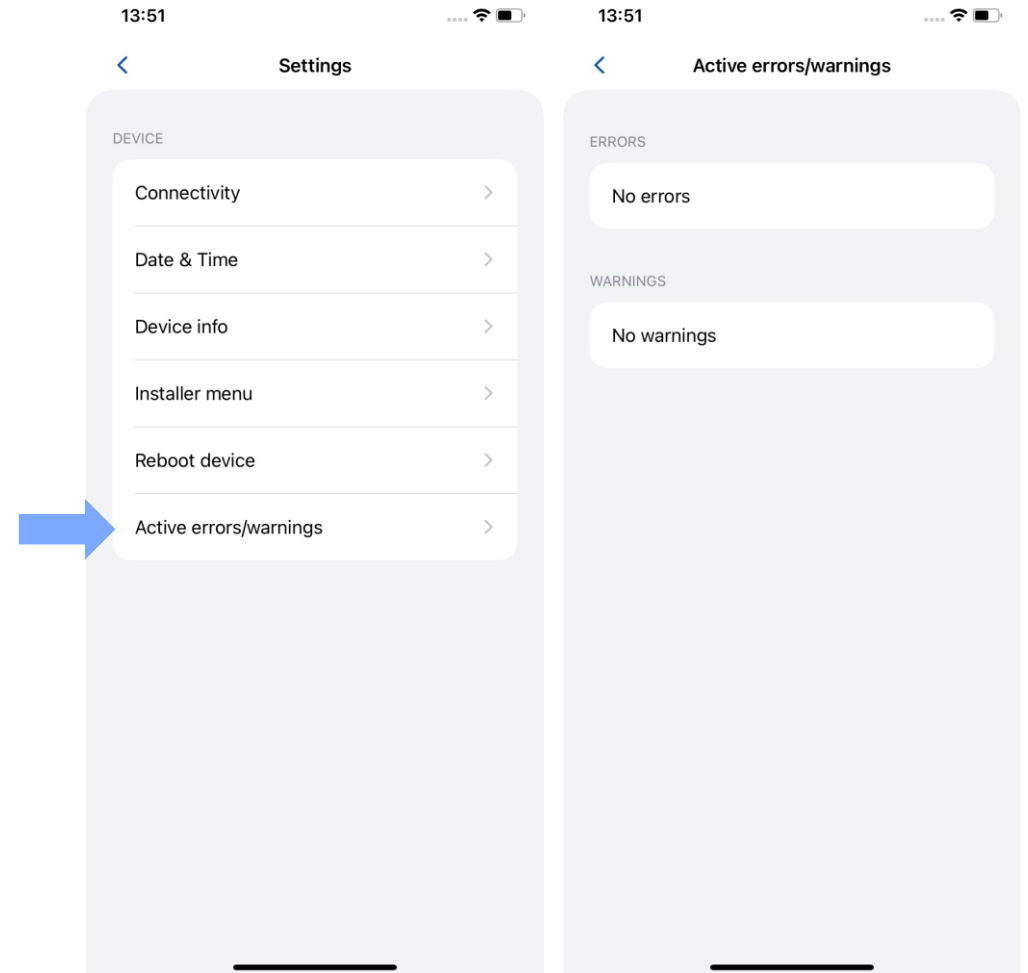 13:51
Settings
DEVICE
Connectivity
Date & Time
Device info
Installer menu
Reboot device
Active errors/warnings
13:51
Active errors/warnings
ERRORS
No errors
WARNINGS
No warnings